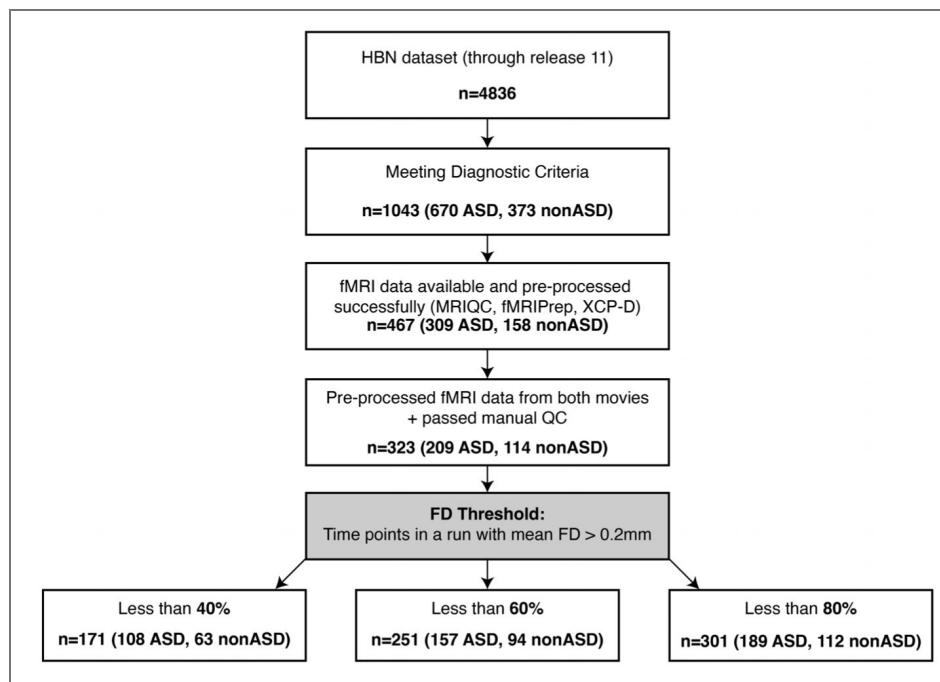 HBN dataset (through release 11)
n=4836
Meeting Diagnostic Criteria
n=1043 (670 ASD, 373 nonASD)
fMRI data available and pre-processed
successfully (MRIQC, fMRIPrep, XCP-D)
n=467 (309 ASD, 158 nonASD)
Pre-processed fMRI data from both movies
+ passed manual QC
n=323 (209 ASD, 114 nonASD)
FD Threshold:
Time points in a run with mean FD > 0.2mm
Less than 40%
n=171 (108 ASD, 63 nonASD)
Less than 60%
n=251 (157 ASD, 94 nonASD)
Less than 80%
n=301 (189 ASD, 112 nonASD)